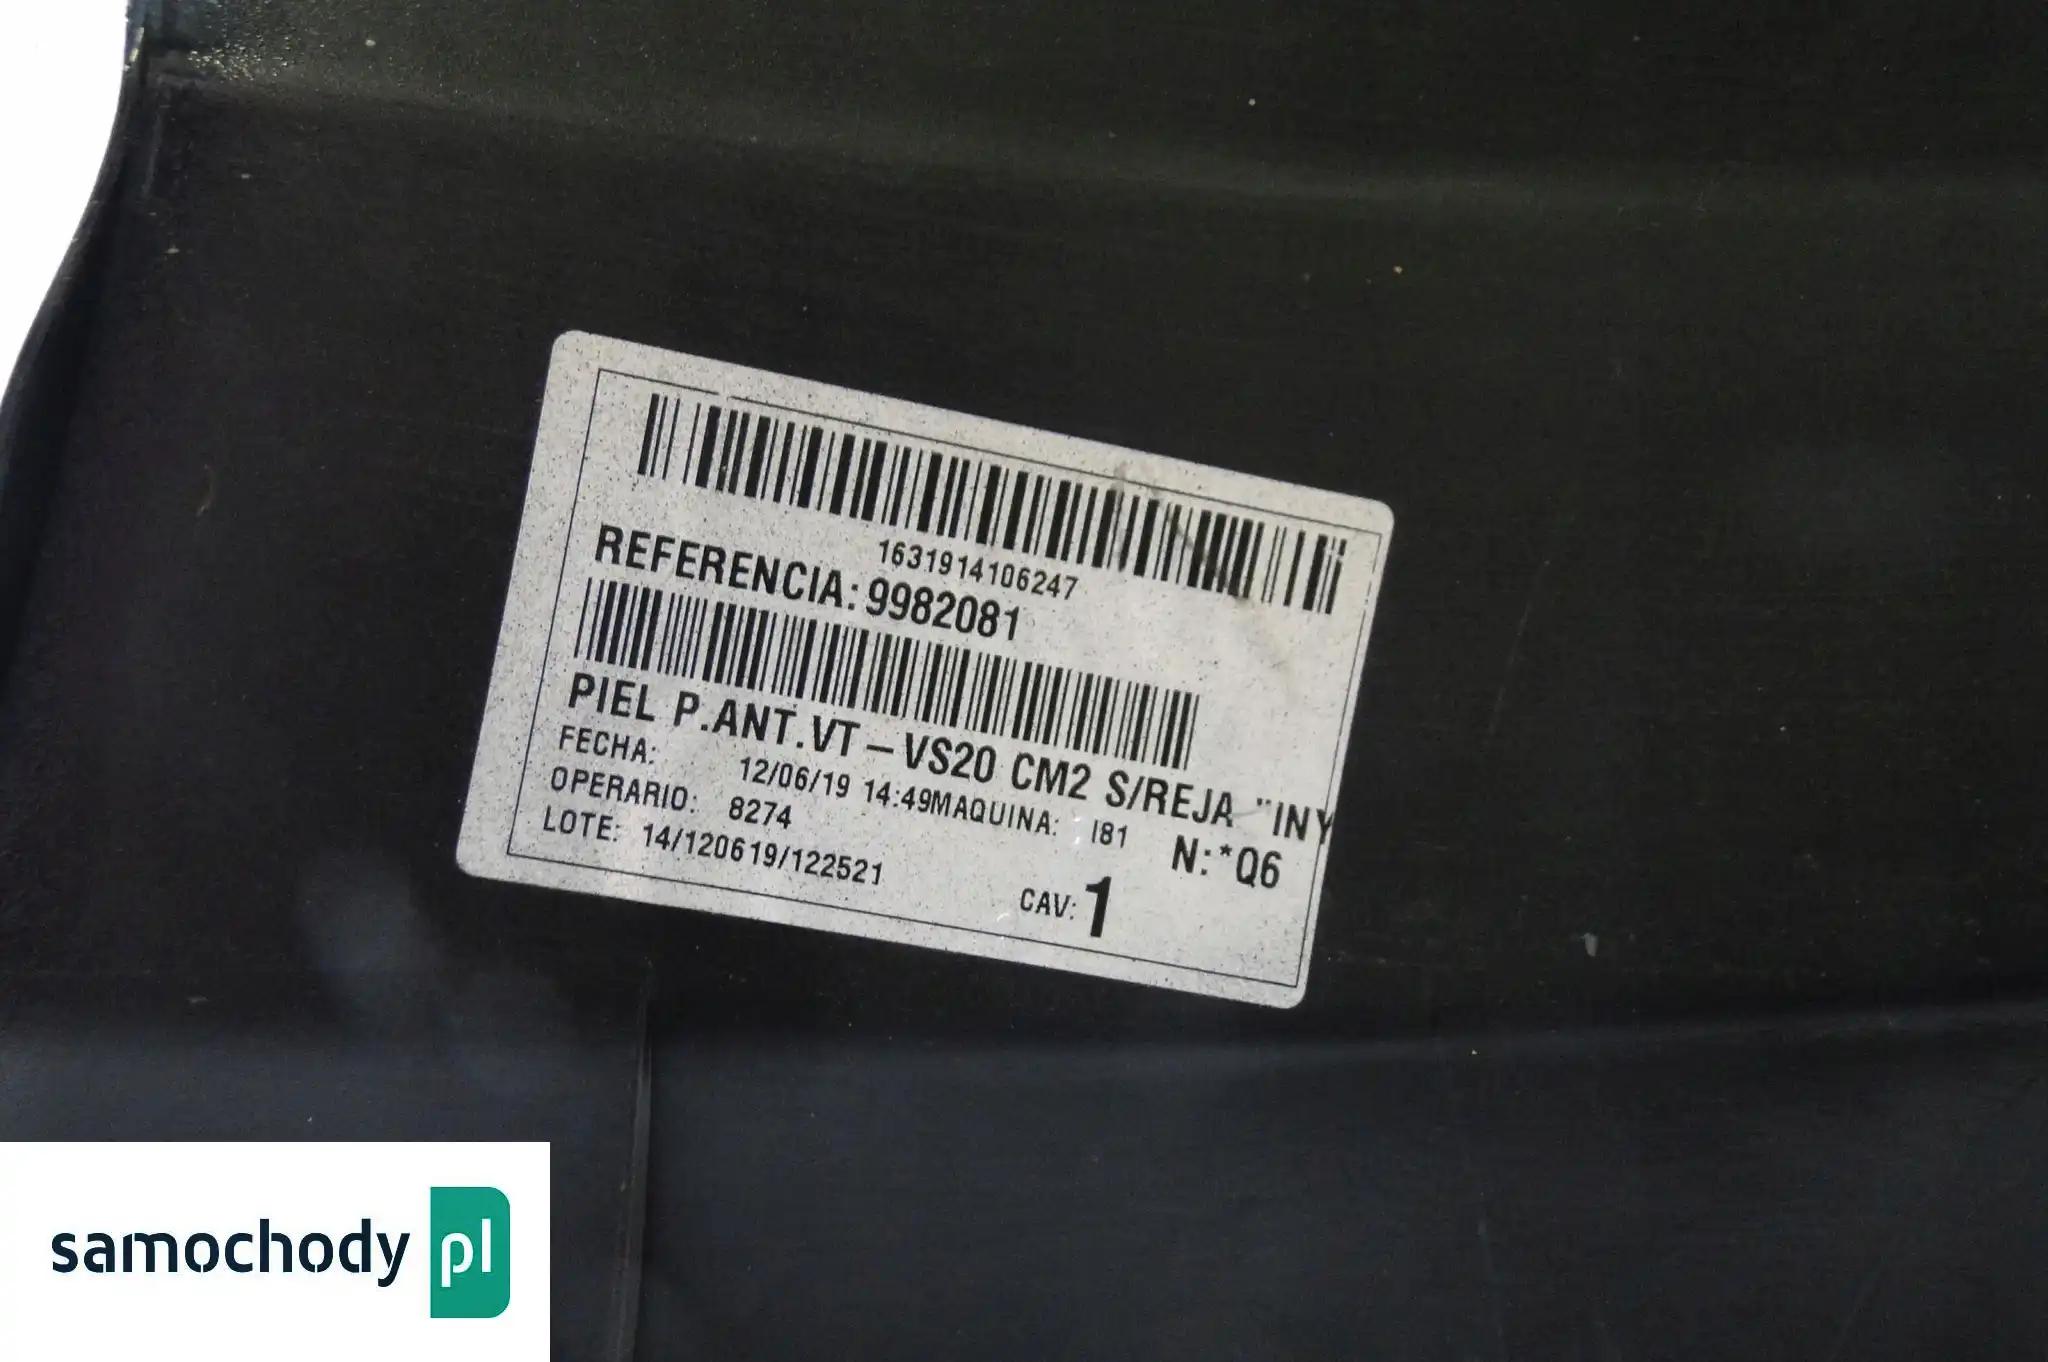 1631914106247
REFERENCIA: 9982081
PIEL P.ANT.VT – VS20 CM2 S/REJA "INY
FECHA: 12/06/19 14:49MAQUINA: I81
OPERARIO: 8274 N:*Q6
LOTE: 14/120619/122521
CAV: 1
samochody pl